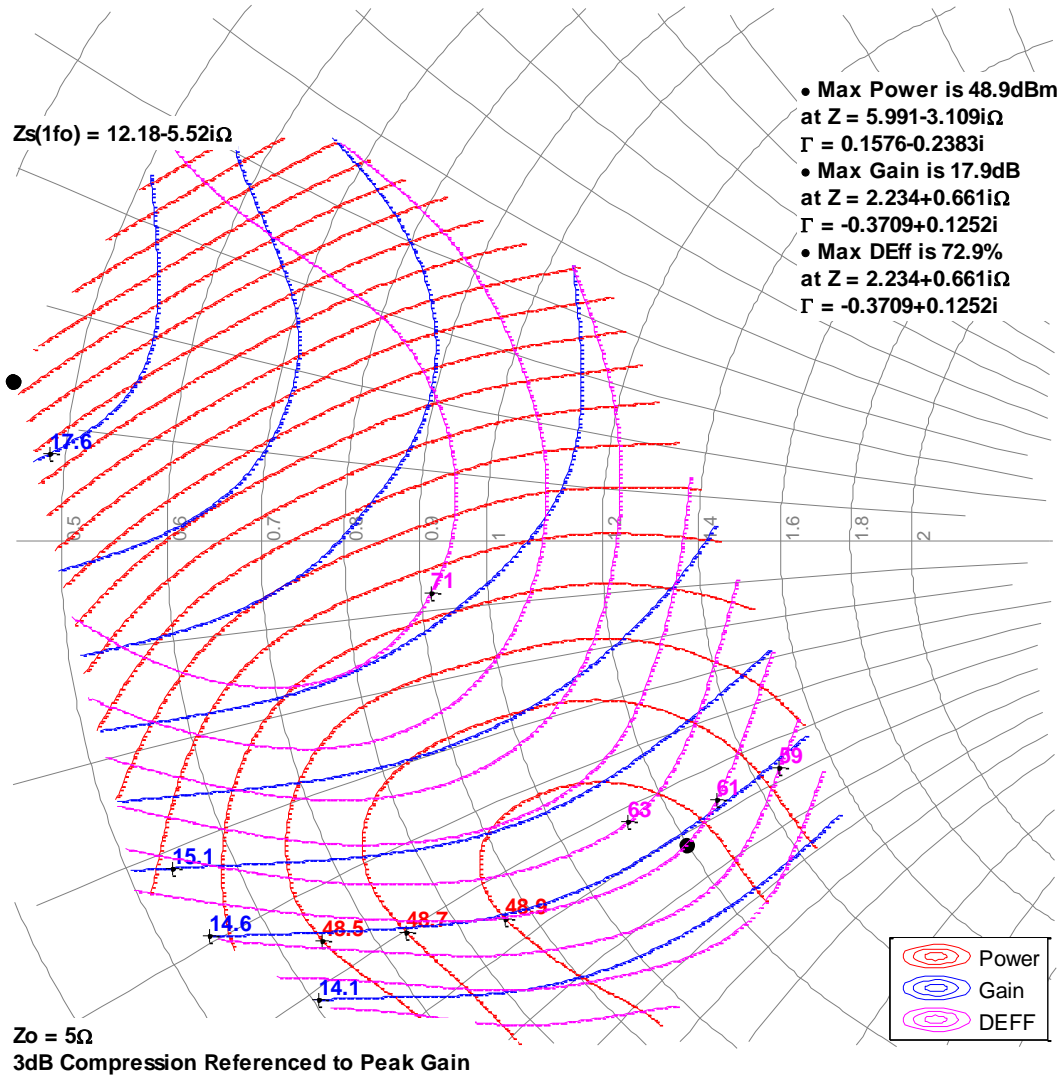 • Max Power is 48.9dBm
at Z = 5.991-3.109iΩ
Γ = 0.1576-0.2383i
• Max Gain is 17.9dB
at Z = 2.234+0.661iΩ
Γ = -0.3709+0.1252i
• Max DEff is 72.9%
at Z = 2.234+0.661iΩ
Γ = -0.3709+0.1252i
Zs(1fo) = 12.18-5.52iΩ
17.6
0.5
0.6
0.7
0.8
0.9
1
1.2
1.4
1.6
1.8
2
71
59
61
63
15.1
14.6
48.5
48.7
48.9
14.1
Power
Gain
DEFF
Zo = 5Ω
3dB Compression Referenced to Peak Gain